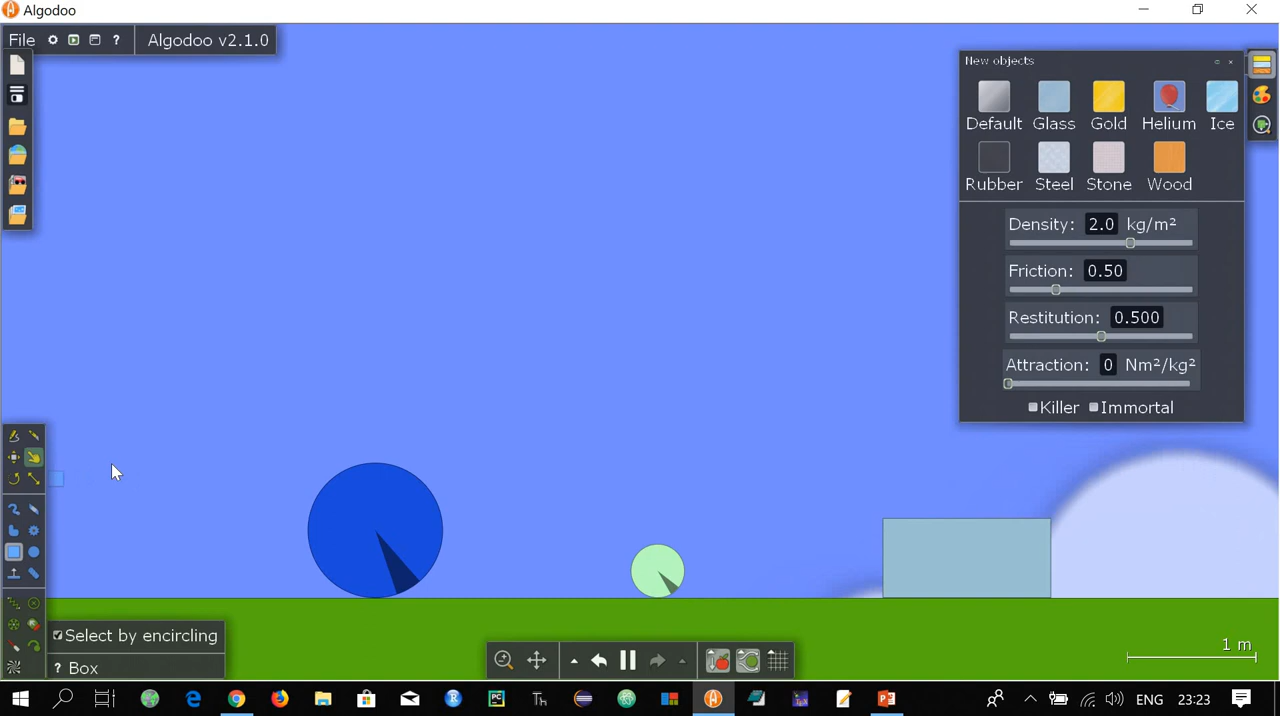 Algodoo
File ? Algodoo v2.1.0
New objects
Default Glass Gold Helium Ice
Rubber Steel Stone Wood
Density: 2.0 kg/m²
Friction: 0.50
Restitution: 0.500
Attraction: 0 Nm²/kg²
Killer Immortal
Select by encircling
? Box
1 m
ENG 23:23